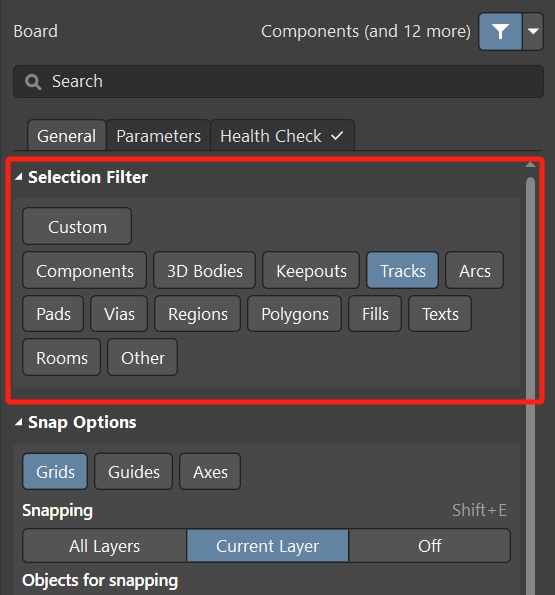 Board Components (and 12 more)
Search
General Parameters Health Check
Selection Filter
Custom
Components 3D Bodies Keepouts Tracks Arcs
Pads Vias Regions Polygons Fills Texts
Rooms Other
Snap Options
Grids Guides Axes
Snapping Shift+E
All Layers Current Layer Off
Objects for snapping